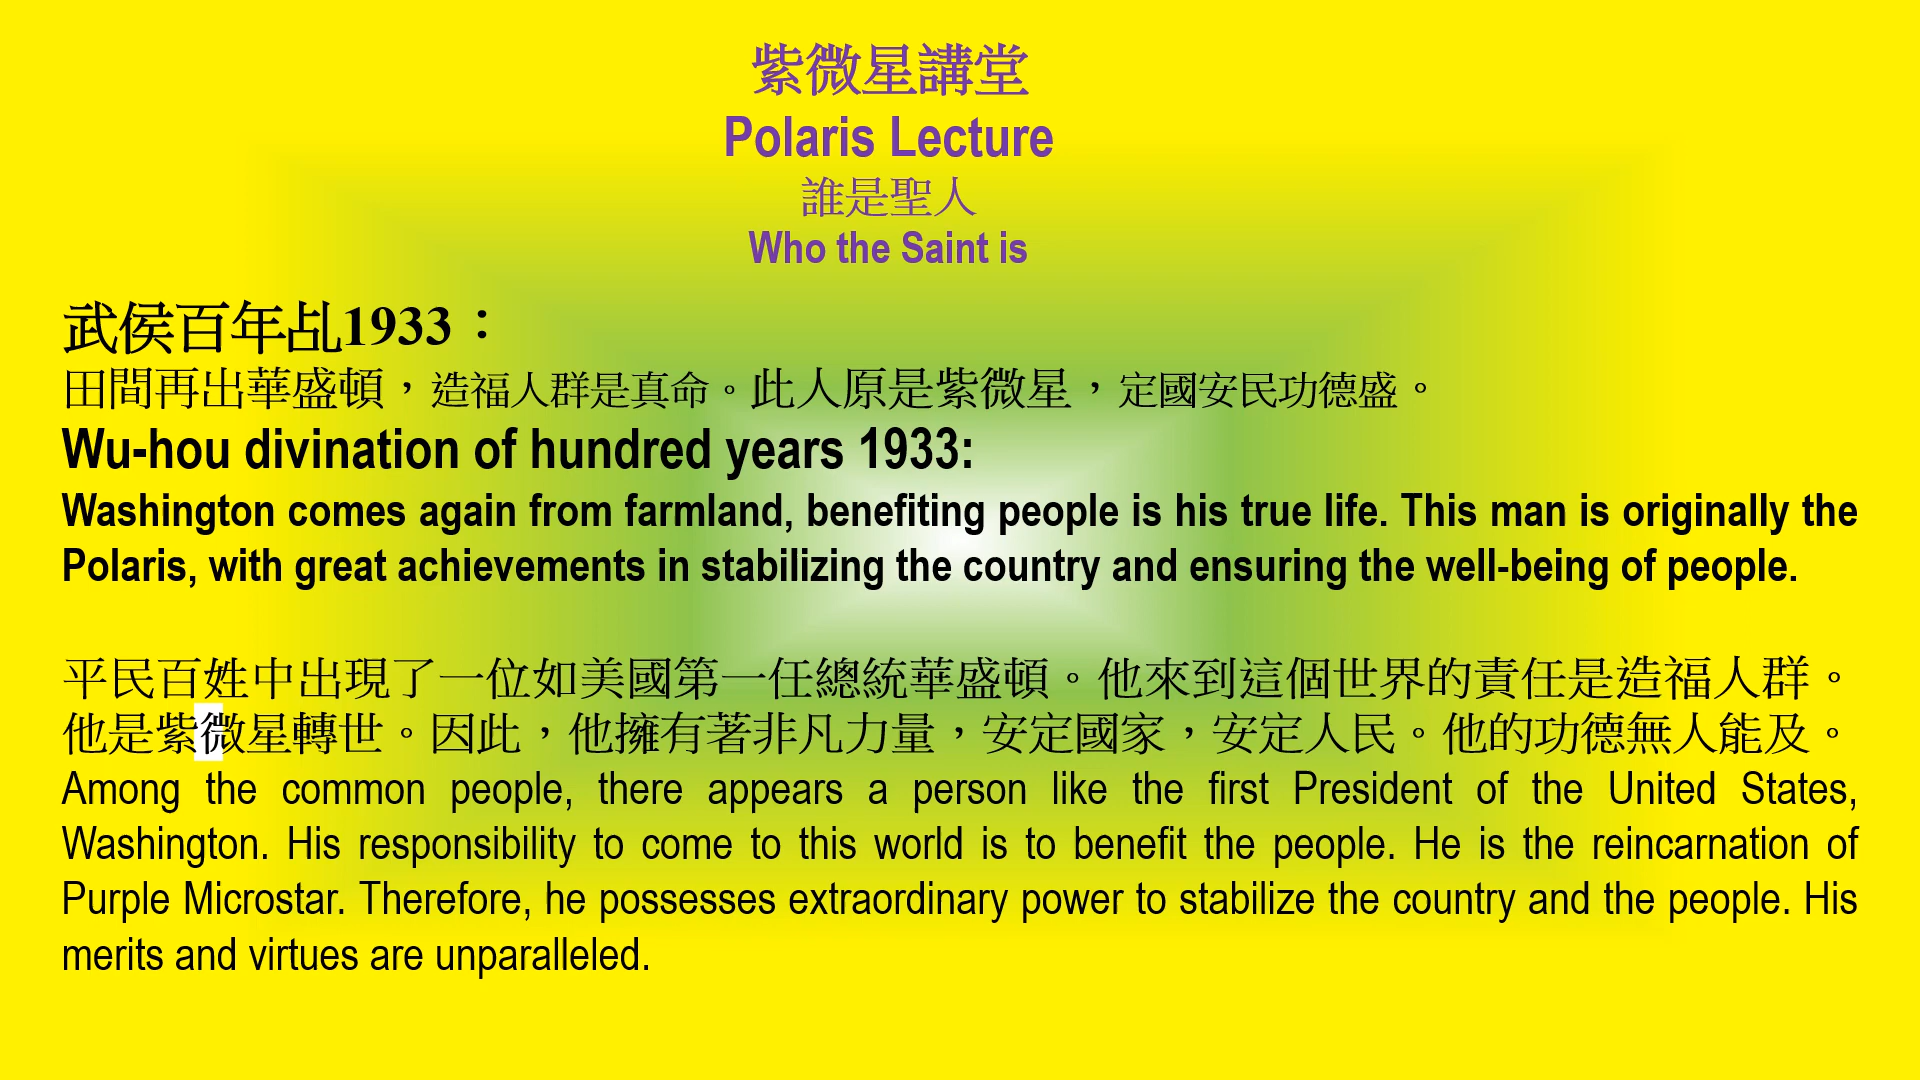 紫微星講堂
Polaris Lecture
誰是聖人
Who the Saint is
武侯百年乩1933：
田間再出華盛頓，造福人群是真命。此人原是紫微星，定國安民功德盛。
Wu-hou divination of hundred years 1933:
Washington comes again from farmland, benefiting people is his true life. This man is originally the
Polaris, with great achievements in stabilizing the country and ensuring the well-being of people.
平民百姓中出現了一位如美國第一任總統華盛頓。他來到這個世界的責任是造福人群。
他是紫微星轉世。因此，他擁有著非凡力量，安定國家，安定人民。他的功德無人能及。
Among the common people, there appears a person like the first President of the United States,
Washington. His responsibility to come to this world is to benefit the people. He is the reincarnation of
Purple Microstar. Therefore, he possesses extraordinary power to stabilize the country and the people. His
merits and virtues are unparalleled.